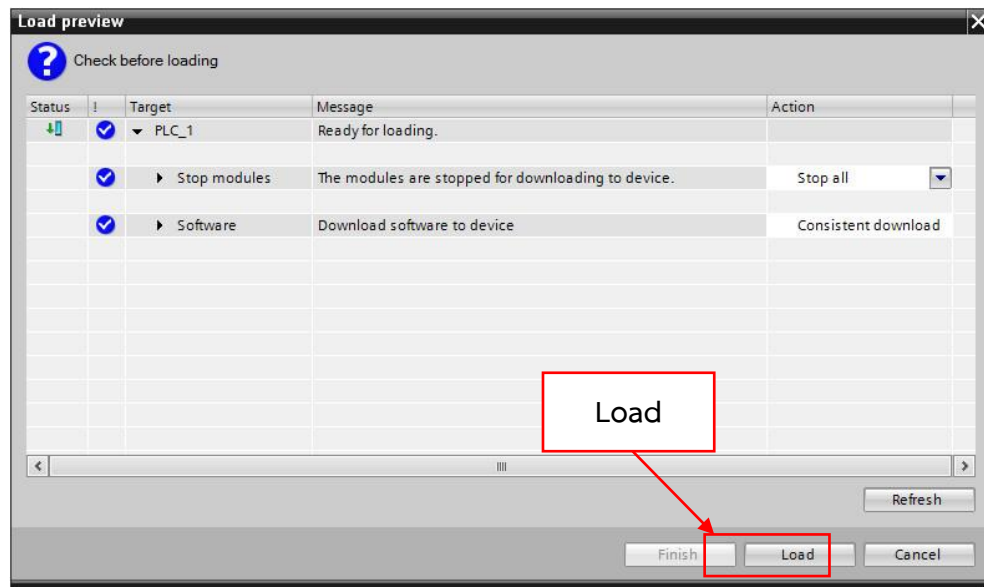 Load preview
Check before loading
Status ! Target Message Action
PLC_1 Ready for loading.
Stop modules The modules are stopped for downloading to device. Stop all
Software Download software to device Consistent download
Load
Refresh
Finish Load Cancel